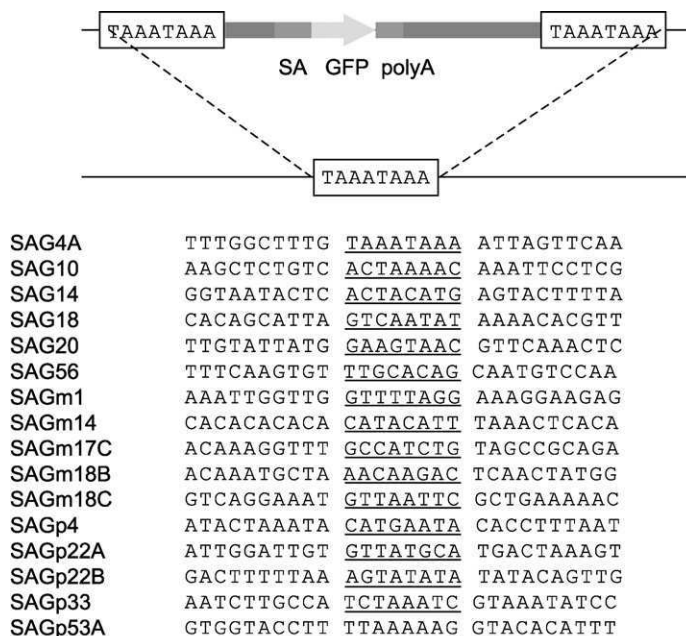 TAAATAAA TAAATAAA
SA GFP polyA
TAAATAAA
SAG4A TTTGGCTTTG TAAATAAA ATTAGTTCAA
SAG10 AAGCTCTGTC ACTAAAAC AAATTCCTCG
SAG14 GGTAATACTC ACTACATG AGTACTTTTA
SAG18 CACAGCATTA GTCAATAT AAAACACGTT
SAG20 TTGTATTATG GAAGTAAC GTTCAAACTC
SAG56 TTTCAAGTGT TTGCACAG CAATGTCCAA
SAGm1 AAATTGGTTG GTTTTAGG AAAGGAAGAG
SAGm14 CACACACACA CATACATT TAAACTCACA
SAGm17C ACAAAGGTTT GCCATCTG TAGCCGCAGA
SAGm18B ACAAATGCTA AACAAGAC TCAACTATGG
SAGm18C GTCAGGAAAT GTTAATTC GCTGAAAAAC
SAGp4 ATACTAAATA CATGAATA CACCTTTAAT
SAGp22A ATTGGATTGT GTTATGCA TGACTAAAGT
SAGp22B GACTTTTTAA AGTATATA TATACAGTTG
SAGp33 AATCTTGCCA TCTAAATC GTAAATATCC
SAGp53A GTGGTACCTT TTAAAAAG GTACACATTT